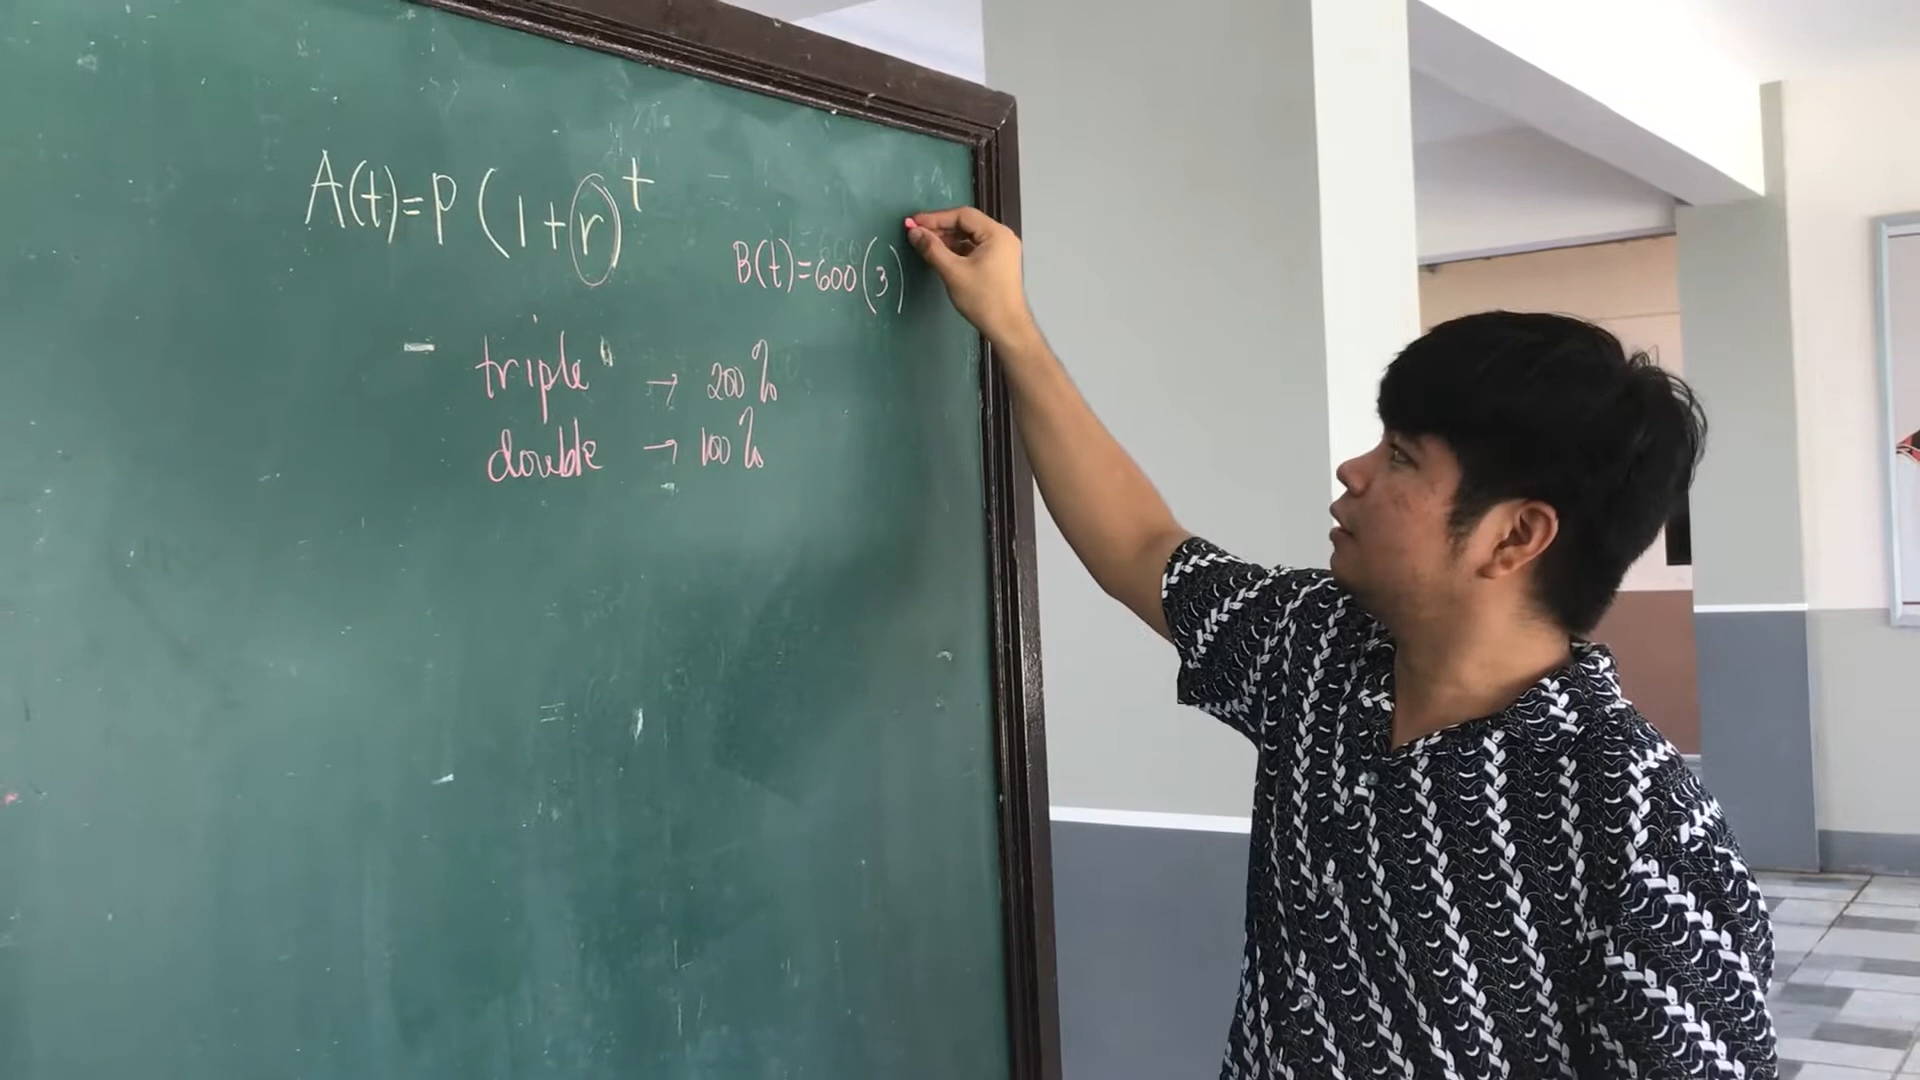 A(t)=P(1+r)^t
B(t)=600(3)
triple → 200%
double → 100%